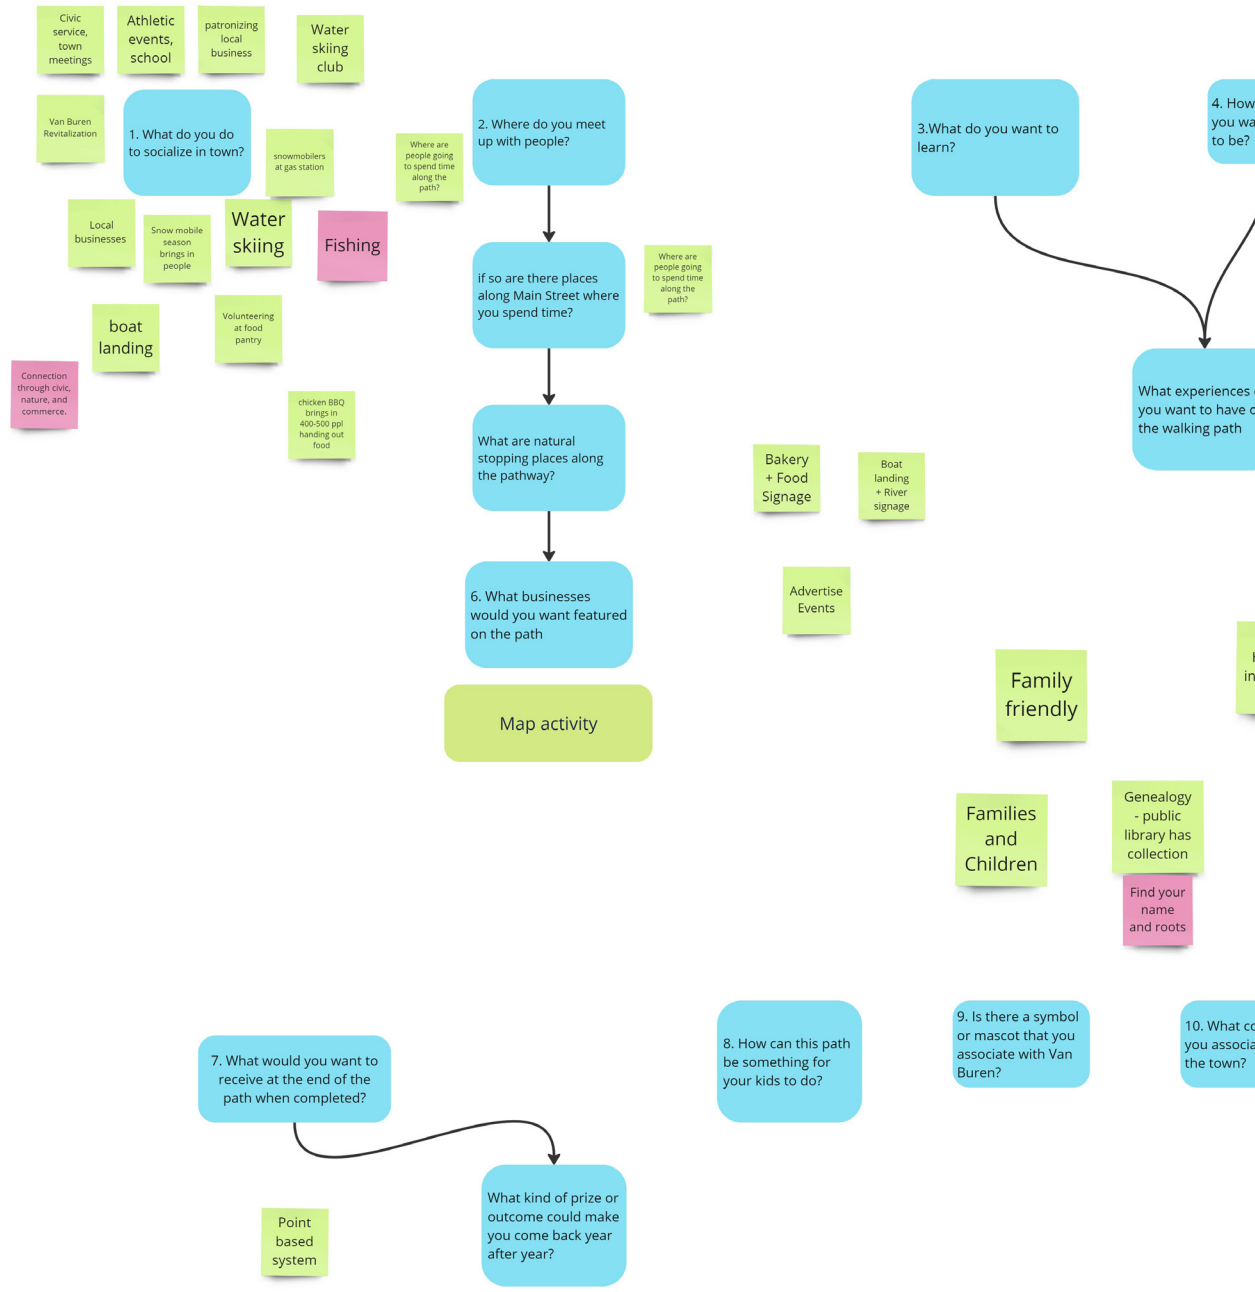 Civic
service,
town
meetings
Athletic
events,
school
patronizing
local
business
Water
skiing
club
Van Buren
Revitalization
1. What do you do
to socialize in town?
snowmobilers
at gas station
Where are
people going
to spend time
along the
path?
2. Where do you meet
up with people?
3.What do you want to
learn?
4. How
you wa
to be?
Local
businesses
Snow mobile
season
brings in
people
Water
skiing
Fishing
if so are there places
along Main Street where
you spend time?
Where are
people going
to spend time
along the
path?
boat
landing
Volunteering
at food
pantry
Connection
through civic,
nature, and
commerce.
chicken BBQ
brings in
400-500 ppl
handing out
food
What are natural
stopping places along
the pathway?
What experiences
you want to have o
the walking path
Bakery
+ Food
Signage
Boat
landing
+ River
signage
6. What businesses
would you want featured
on the path
Advertise
Events
Map activity
Family
friendly
in
Families
and
Children
Genealogy
- public
library has
collection
Find your
name
and roots
7. What would you want to
receive at the end of the
path when completed?
8. How can this path
be something for
your kids to do?
9. Is there a symbol
or mascot that you
associate with Van
Buren?
10. What co
you associa
the town?
What kind of prize or
outcome could make
you come back year
after year?
Point
based
system